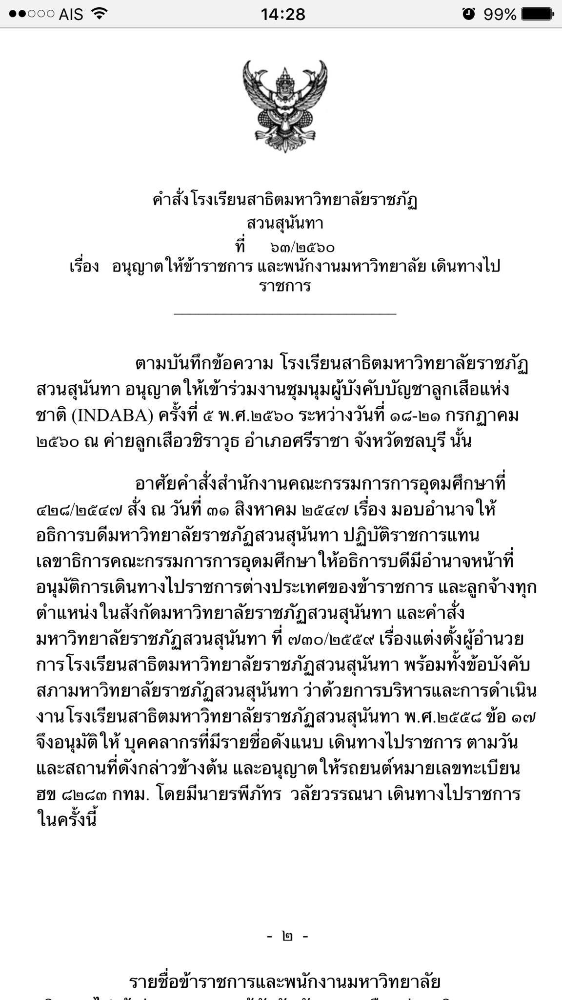 AIS 14:28 99%
คำสั่งโรงเรียนสาธิตมหาวิทยาลัยราชภัฏ
สวนสุนันทา
ที่ ๖๓/๒๕๖๐
เรื่อง อนุญาตให้ข้าราชการ และพนักงานมหาวิทยาลัย เดินทางไป
ราชการ
ตามบันทึกข้อความ โรงเรียนสาธิตมหาวิทยาลัยราชภัฏ
สวนสุนันทา อนุญาตให้เข้าร่วมงานชุมนุมผู้บังคับบัญชาลูกเสือแห่ง
ชาติ (INDABA) ครั้งที่ ๕ พ.ศ.๒๕๖๐ ระหว่างวันที่ ๑๘-๒๑ กรกฏาคม
๒๕๖๐ ณ ค่ายลูกเสือวชิราวุธ อำเภอศรีราชา จังหวัดชลบุรี นั้น
อาศัยคำสั่งสำนักงานคณะกรรมการการอุดมศึกษาที่
๔๒๘/๒๕๔๗ สั่ง ณ วันที่ ๓๑ สิงหาคม ๒๕๔๗ เรื่อง มอบอำนาจให้
อธิการบดีมหาวิทยาลัยราชภัฏสวนสุนันทา ปฏิบัติราชการแทน
เลขาธิการคณะกรรมการการอุดมศึกษา ให้อธิการบดีมีอำนาจหน้าที่
อนุมัติการเดินทางไปราชการต่างประเทศของข้าราชการ และลูกจ้างทุก
ตำแหน่งในสังกัดมหาวิทยาลัยราชภัฏสวนสุนันทา และคำสั่ง
มหาวิทยาลัยราชภัฏสวนสุนันทา ที่ ๗๓๐/๒๕๕๙ เรื่องแต่งตั้งผู้อำนวย
การโรงเรียนสาธิตมหาวิทยาลัยราชภัฏสวนสุนันทา พร้อมทั้งข้อบังคับ
สภามหาวิทยาลัยราชภัฏสวนสุนันทา ว่าด้วยการบริหารและการดำเนิน
งานโรงเรียนสาธิตมหาวิทยาลัยราชภัฏสวนสุนันทา พ.ศ.๒๕๕๘ ข้อ ๑๗
จึงอนุมัติให้ บุคคลากรที่มีรายชื่อดังแนบ เดินทางไปราชการ ตามวัน
และสถานที่ดังกล่าวข้างต้น และอนุญาตให้รถยนต์หมายเลขทะเบียน
ฮข ๘๒๘๓ กทม. โดยมีนายรพีภัทร วลัยวรรณนา เดินทางไปราชการ
ในครั้งนี้
- ๒ -
รายชื่อข้าราชการและพนักงานมหาวิทยาลัย